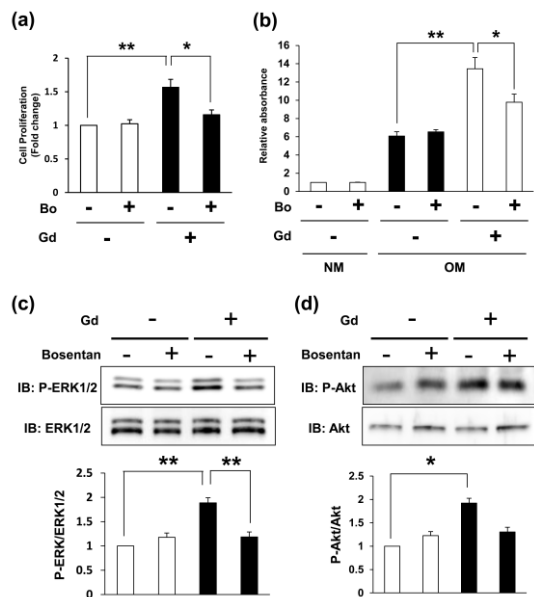 (a)
** *
Cell Proliferation
(Fold change)
2
1.5
1
0.5
0
Bo - + - +
Gd - +
(b)
** *
Relative absorbance
16
14
12
10
8
6
4
2
0
Bo - + - + - +
Gd - - +
NM OM
(c)
Gd - +
Bosentan - + - +
IB: P-ERK1/2
IB: ERK1/2
** **
P-ERK/ERK1/2
2.5
2
1.5
1
0.5
0
(d)
Gd - +
Bosentan - + - +
IB: P-Akt
IB: Akt
*
P-Akt/Akt
2.5
2
1.5
1
0.5
0